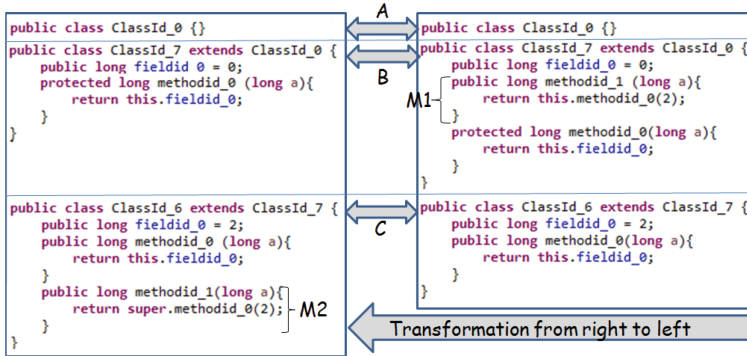 public class ClassId_0 {}
public class ClassId_7 extends ClassId_0 {
public long fieldid 0 = 0;
protected long methodid_0 (long a){
return this.fieldid_0;
}
}
public class ClassId_6 extends ClassId_7 {
public long fieldid_0 = 2;
public long methodid_0 (long a){
return this.fieldid_0;
}
public long methodid_1(long a){
return super.methodid_0(2);
}
}
M2
A
B
C
public class ClassId_0 {}
public class ClassId_7 extends ClassId_0 {
public long fieldid_0 = 0;
public long methodid_1 (long a){
return this.methodid_0(2);
}
M1
protected long methodid_0(long a){
return this.fieldid_0;
}
}
public class ClassId_6 extends ClassId_7 {
public long fieldid_0 = 2;
public long methodid_0(long a){
return this.fieldid_0;
}
}
Transformation from right to left